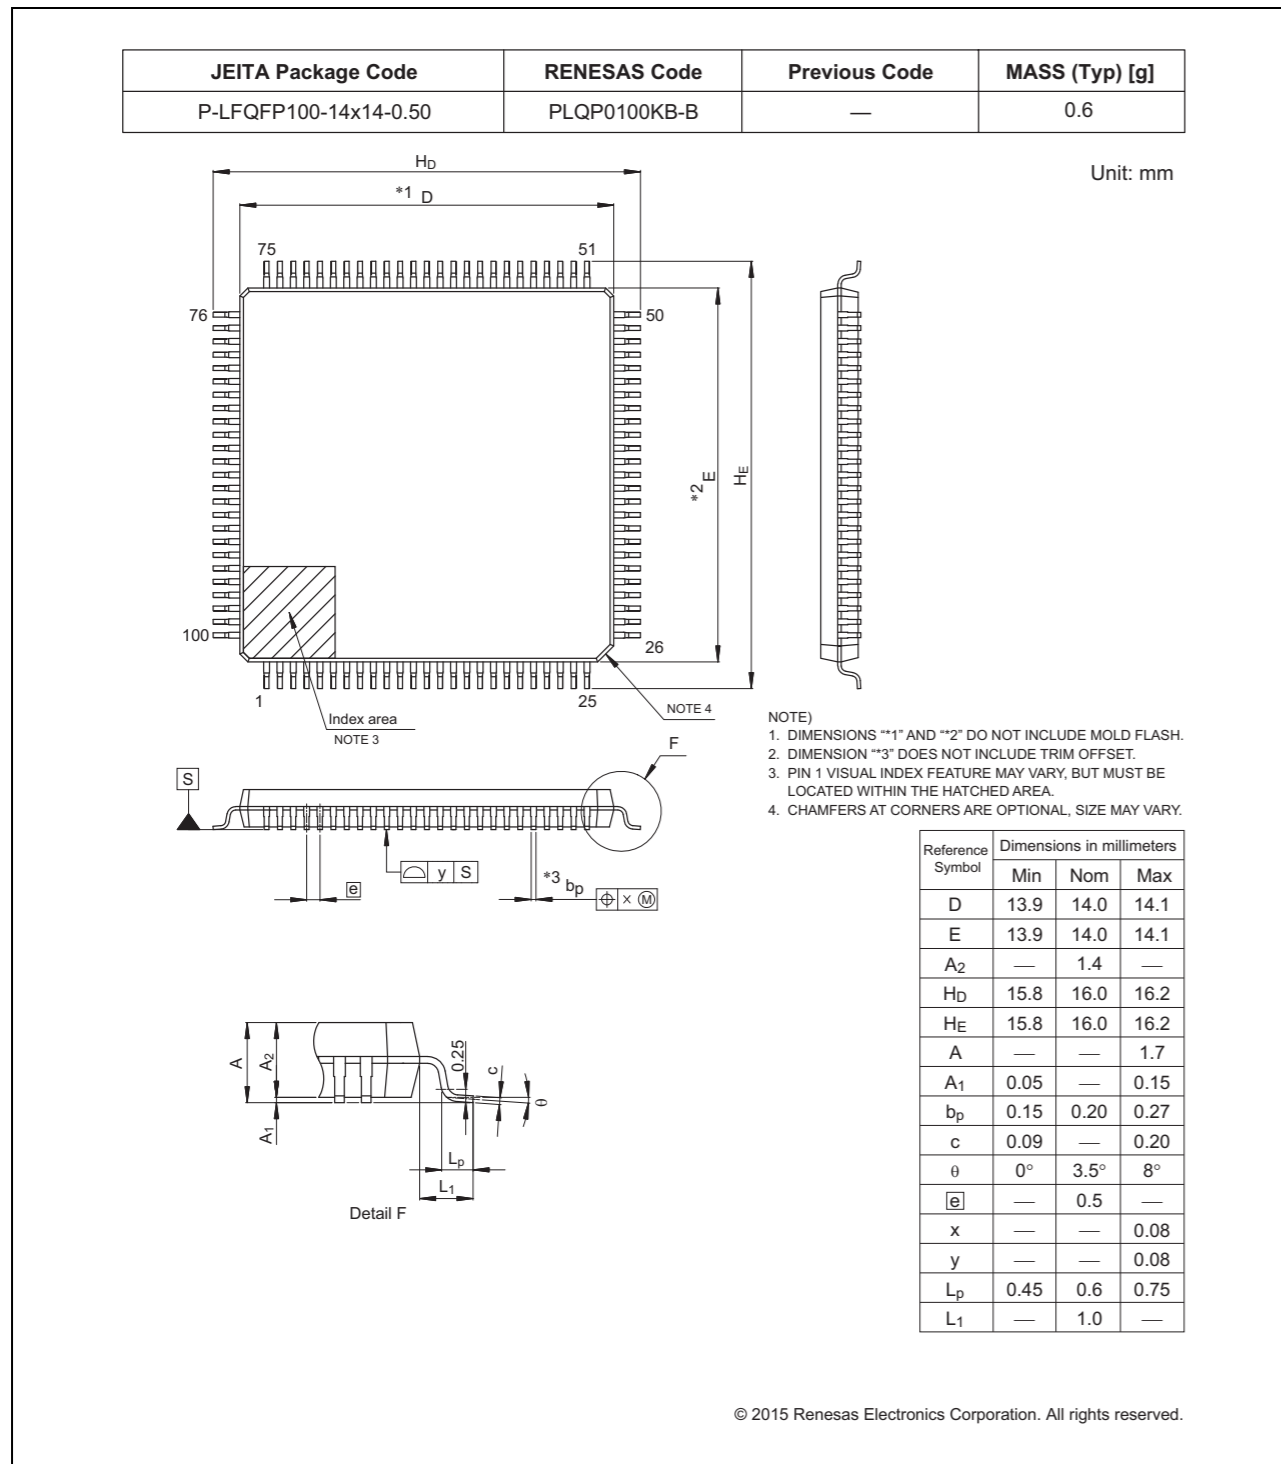 JEITA Package Code RENESAS Code Previous Code MASS (Typ) [g]
P-LFQFP100-14x14-0.50 PLQP0100KB-B — 0.6
Unit: mm
HD
*1 D
75 51
76 50
*2 E
HE
100 26
1 25
Index area
NOTE 3
NOTE 4
F
S
e
y S
*3 bp
× Ⓜ
NOTE)
1. DIMENSIONS “*1” AND “*2” DO NOT INCLUDE MOLD FLASH.
2. DIMENSION “*3” DOES NOT INCLUDE TRIM OFFSET.
3. PIN 1 VISUAL INDEX FEATURE MAY VARY, BUT MUST BE
LOCATED WITHIN THE HATCHED AREA.
4. CHAMFERS AT CORNERS ARE OPTIONAL, SIZE MAY VARY.
A
A2
A1
0.25
c
θ
Lp
L1
Detail F
Reference Symbol Dimensions in millimeters
Min Nom Max
D 13.9 14.0 14.1
E 13.9 14.0 14.1
A2 — 1.4 —
HD 15.8 16.0 16.2
HE 15.8 16.0 16.2
A — — 1.7
A1 0.05 — 0.15
bp 0.15 0.20 0.27
c 0.09 — 0.20
θ 0° 3.5° 8°
e — 0.5 —
x — — 0.08
y — — 0.08
Lp 0.45 0.6 0.75
L1 — 1.0 —
© 2015 Renesas Electronics Corporation. All rights reserved.